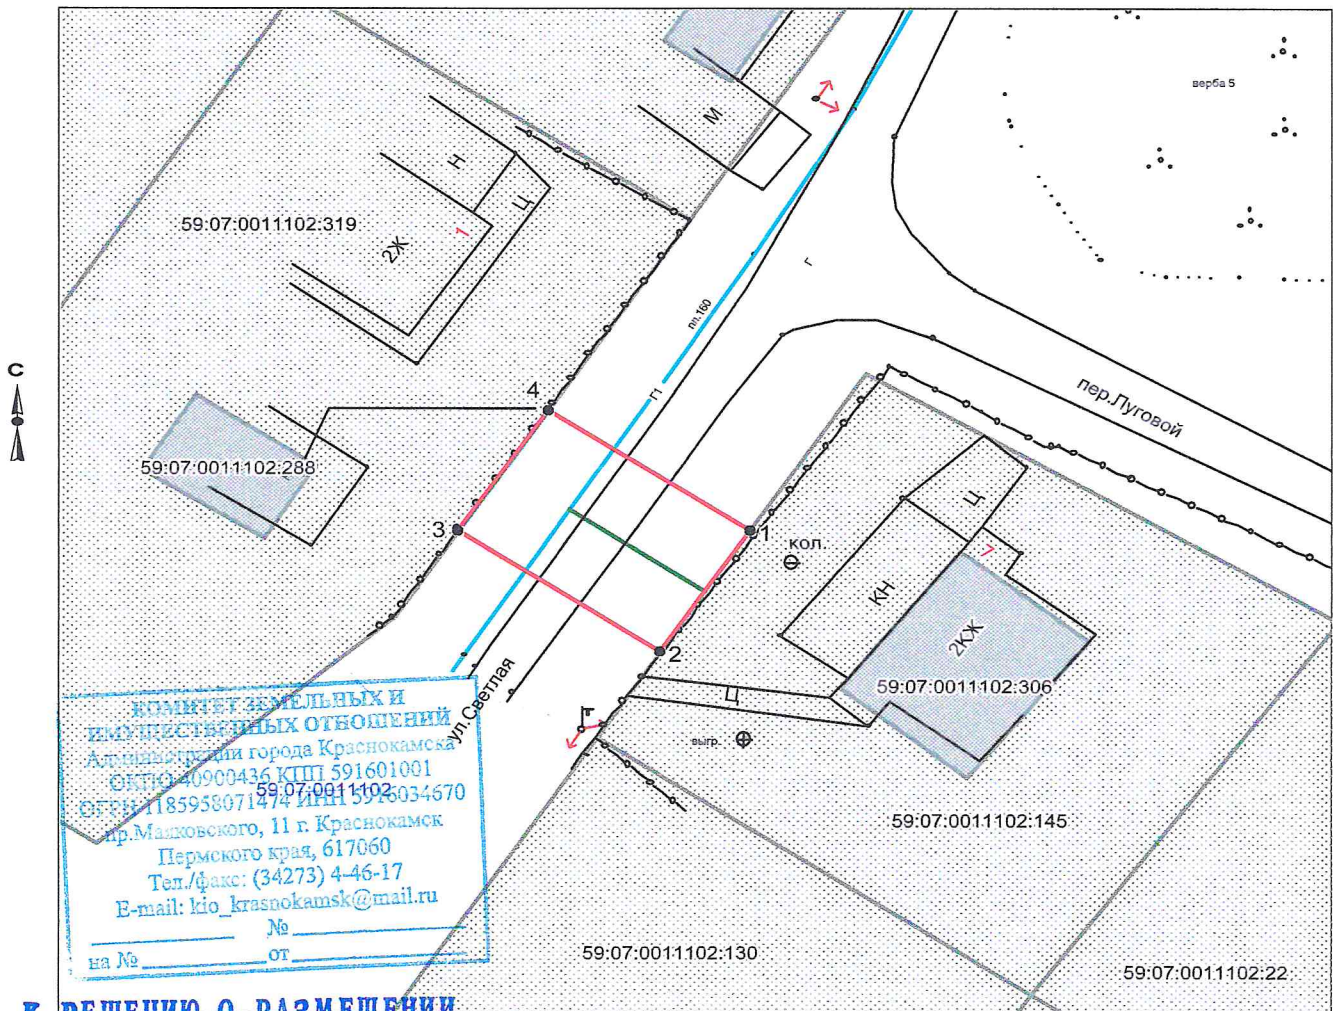 верба 5
М
Н
Ц
59:07:0011102:319
2Ж
1
Г
пл.160
С
4
Г1
пер.Луговой
59:07:0011102:288
3
1
кол.
Ц
7
КН
2КЖ
2
59:07:0011102:306
Ц
ул.Светлая
выгр.
КОМИТЕТ ЗЕМЕЛЬНЫХ И
ИМУЩЕСТВЕННЫХ ОТНОШЕНИЙ
Администрации города Краснокамска
ОКПО 40900436 КПП 591601001
59:07:0011102
ОГРН 1185958071474 ИНН 5916034670
пр.Маяковского, 11 г. Краснокамск
Пермского края, 617060
Тел./факс: (34273) 4-46-17
E-mail: kio_krasnokamsk@mail.ru
№
на № от
59:07:0011102:145
59:07:0011102:130
59:07:0011102:22
К РЕШЕНИЮ О РАЗМЕЩЕНИИ